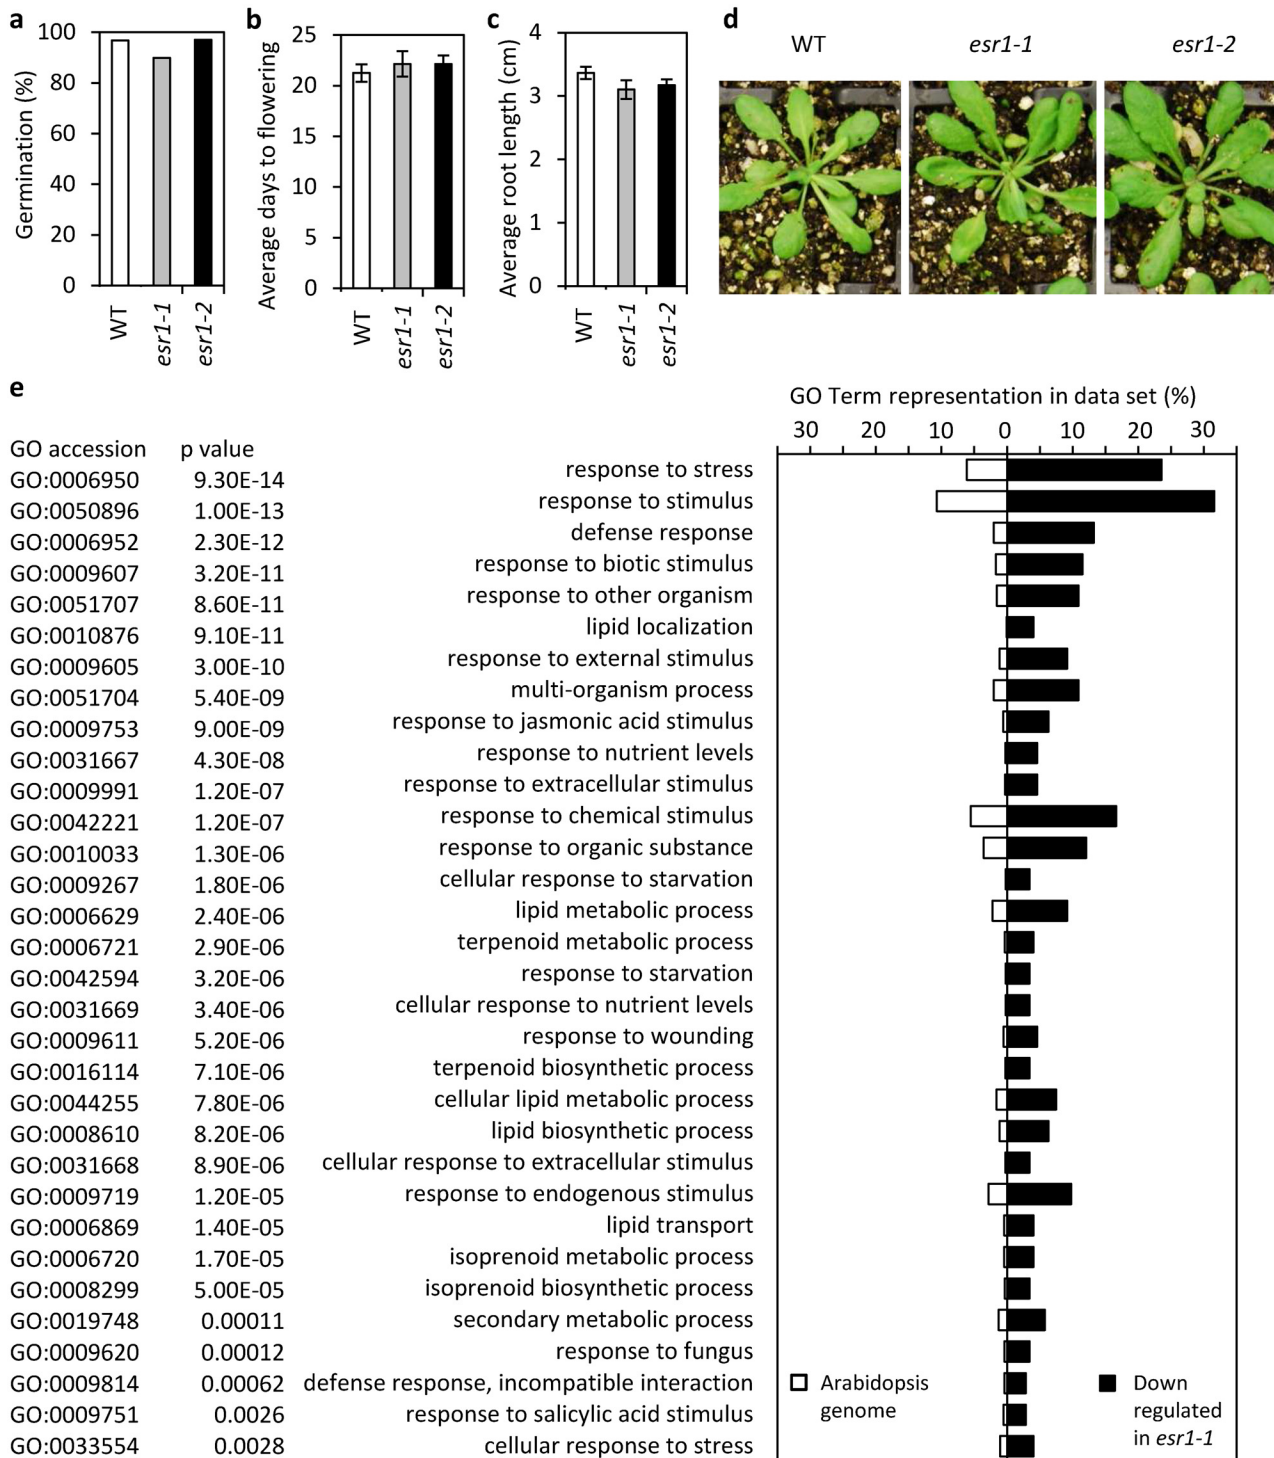 a
b
c
d
Germination (%)
100
80
60
40
20
0
WT
esr1-1
esr1-2
Average days to flowering
25
20
15
10
5
0
WT
esr1-1
esr1-2
Average root length (cm)
4
3
2
1
0
WT
esr1-1
esr1-2
WT esr1-1 esr1-2
e
GO Term representation in data set (%)
30 20 10 0 10 20 30
GO accession p value
GO:0006950 9.30E-14 response to stress
GO:0050896 1.00E-13 response to stimulus
GO:0006952 2.30E-12 defense response
GO:0009607 3.20E-11 response to biotic stimulus
GO:0051707 8.60E-11 response to other organism
GO:0010876 9.10E-11 lipid localization
GO:0009605 3.00E-10 response to external stimulus
GO:0051704 5.40E-09 multi-organism process
GO:0009753 9.00E-09 response to jasmonic acid stimulus
GO:0031667 4.30E-08 response to nutrient levels
GO:0009991 1.20E-07 response to extracellular stimulus
GO:0042221 1.20E-07 response to chemical stimulus
GO:0010033 1.30E-06 response to organic substance
GO:0009267 1.80E-06 cellular response to starvation
GO:0006629 2.40E-06 lipid metabolic process
GO:0006721 2.90E-06 terpenoid metabolic process
GO:0042594 3.20E-06 response to starvation
GO:0031669 3.40E-06 cellular response to nutrient levels
GO:0009611 5.20E-06 response to wounding
GO:0016114 7.10E-06 terpenoid biosynthetic process
GO:0044255 7.80E-06 cellular lipid metabolic process
GO:0008610 8.20E-06 lipid biosynthetic process
GO:0031668 8.90E-06 cellular response to extracellular stimulus
GO:0009719 1.20E-05 response to endogenous stimulus
GO:0006869 1.40E-05 lipid transport
GO:0006720 1.70E-05 isoprenoid metabolic process
GO:0008299 5.00E-05 isoprenoid biosynthetic process
GO:0019748 0.00011 secondary metabolic process
GO:0009620 0.00012 response to fungus
GO:0009814 0.00062 defense response, incompatible interaction
GO:0009751 0.0026 response to salicylic acid stimulus
GO:0033554 0.0028 cellular response to stress
Arabidopsis
genome
Down
regulated
in esr1-1